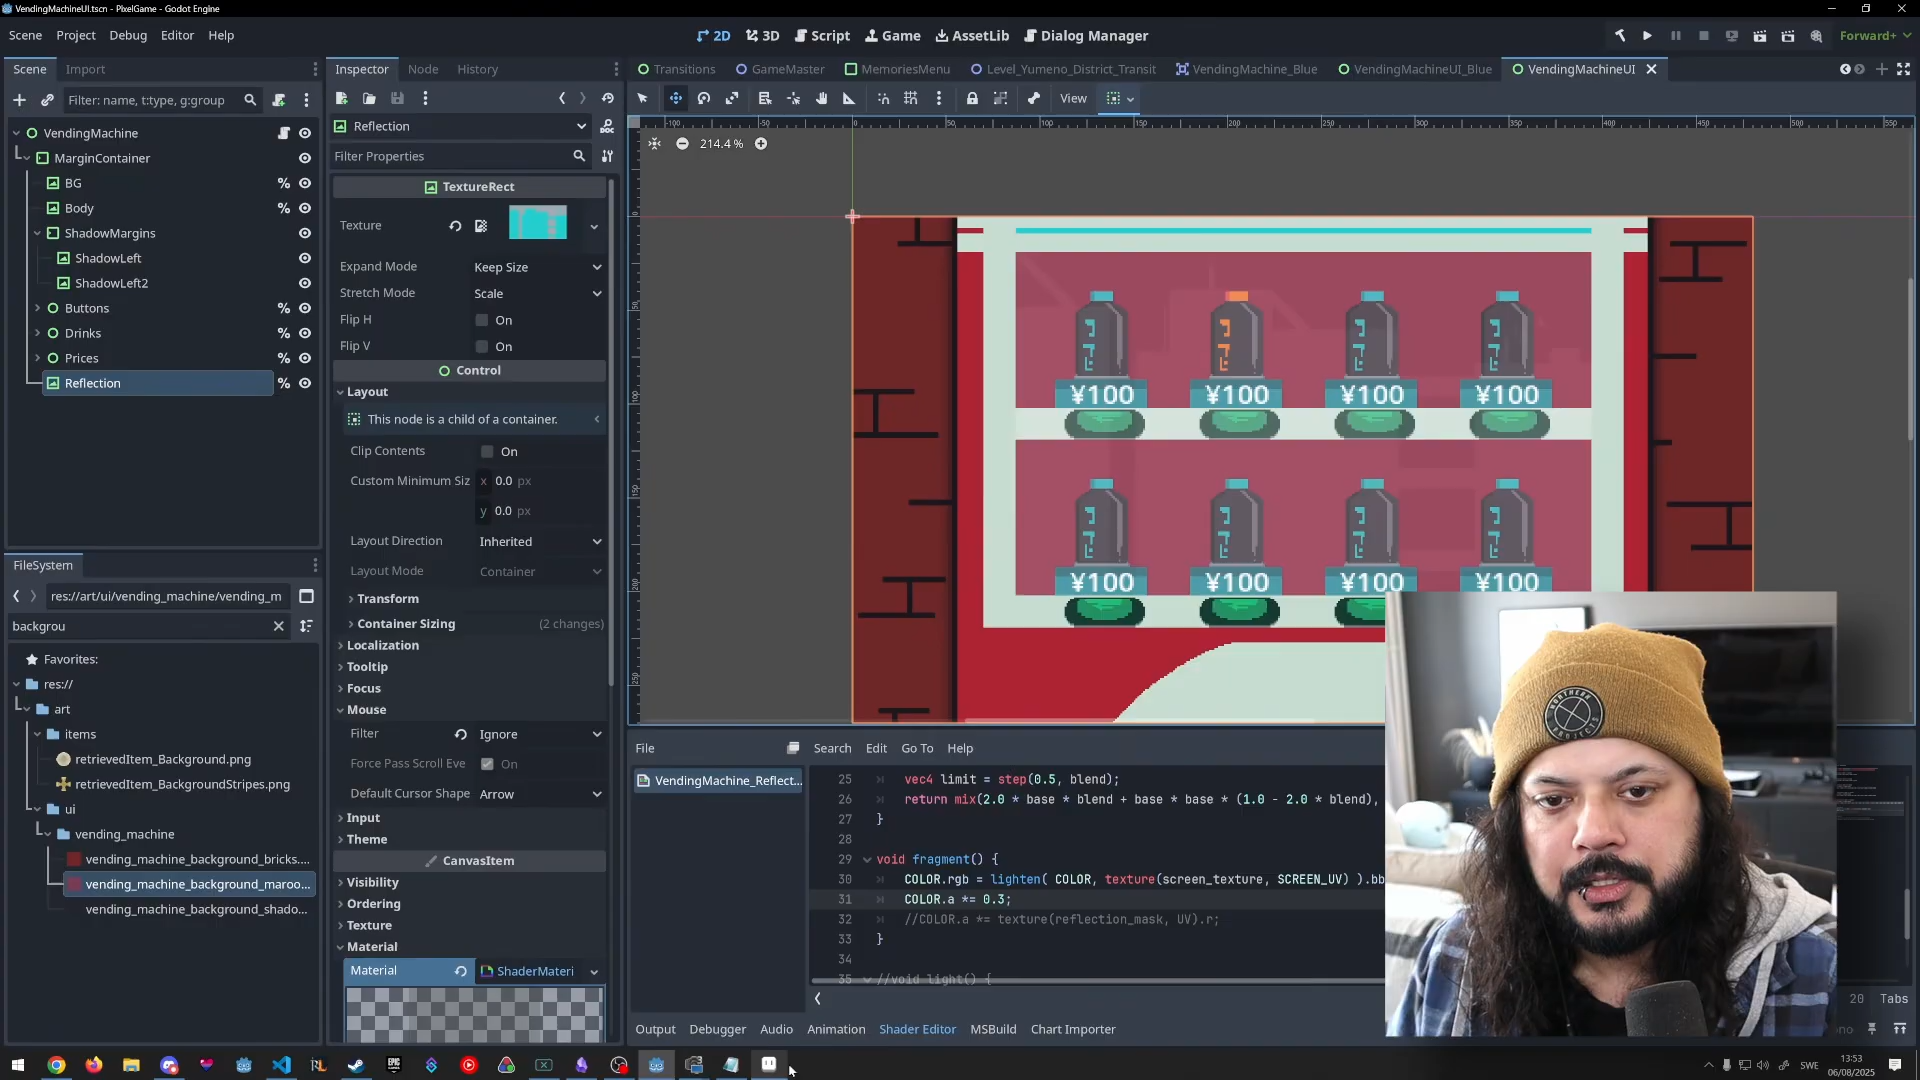 VendingMachineUI.tscn - PixelGame - Godot Engine
Scene Project Debug Editor Help
2D 3D Script Game AssetLib Dialog Manager
Forward+
Scene Import
Inspector Node History
Transitions GameMaster MemoriesMenu Level_Yumeno_District_Transit VendingMachine_Blue VendingMachineUI_Blue VendingMachineUI
Filter: name, t:type, g:group
View
VendingMachine
MarginContainer
BG
Body
ShadowMargins
ShadowLeft
ShadowLeft2
Buttons
Drinks
Prices
Reflection
Reflection
Filter Properties
TextureRect
Texture
Expand Mode Keep Size
Stretch Mode Scale
Flip H On
Flip V On
Control
Layout
This node is a child of a container.
Clip Contents On
Custom Minimum Siz x 0.0 px
y 0.0 px
Layout Direction Inherited
Layout Mode Container
Transform
Container Sizing (2 changes)
Localization
Tooltip
Focus
Mouse
Filter Ignore
Force Pass Scroll Eve On
Default Cursor Shape Arrow
Input
Theme
CanvasItem
Visibility
Ordering
Texture
Material
Material ShaderMateri
214.4 %
¥100 ¥100 ¥100 ¥100
¥100 ¥100 ¥100 ¥100
FileSystem
res://art/ui/vending_machine/vending_m
backgrou
Favorites:
res://
art
items
retrievedItem_Background.png
retrievedItem_BackgroundStripes.png
ui
vending_machine
vending_machine_background_bricks....
vending_machine_background_maroo...
vending_machine_background_shado...
File Search Edit Go To Help
VendingMachine_Reflect...
25 vec4 limit = step(0.5, blend);
26 return mix(2.0 * base * blend + base * base * (1.0 - 2.0 * blend),
27 }
28
29 void fragment() {
30 COLOR.rgb = lighten( COLOR, texture(screen_texture, SCREEN_UV) ).bb
31 COLOR.a *= 0.3;
32 //COLOR.a *= texture(reflection_mask, UV).r;
33 }
34
35 //void light() {
20 Tabs
Output Debugger Audio Animation Shader Editor MSBuild Chart Importer
NORTHERN PROJECTS
SWE
13:53
06/08/2025